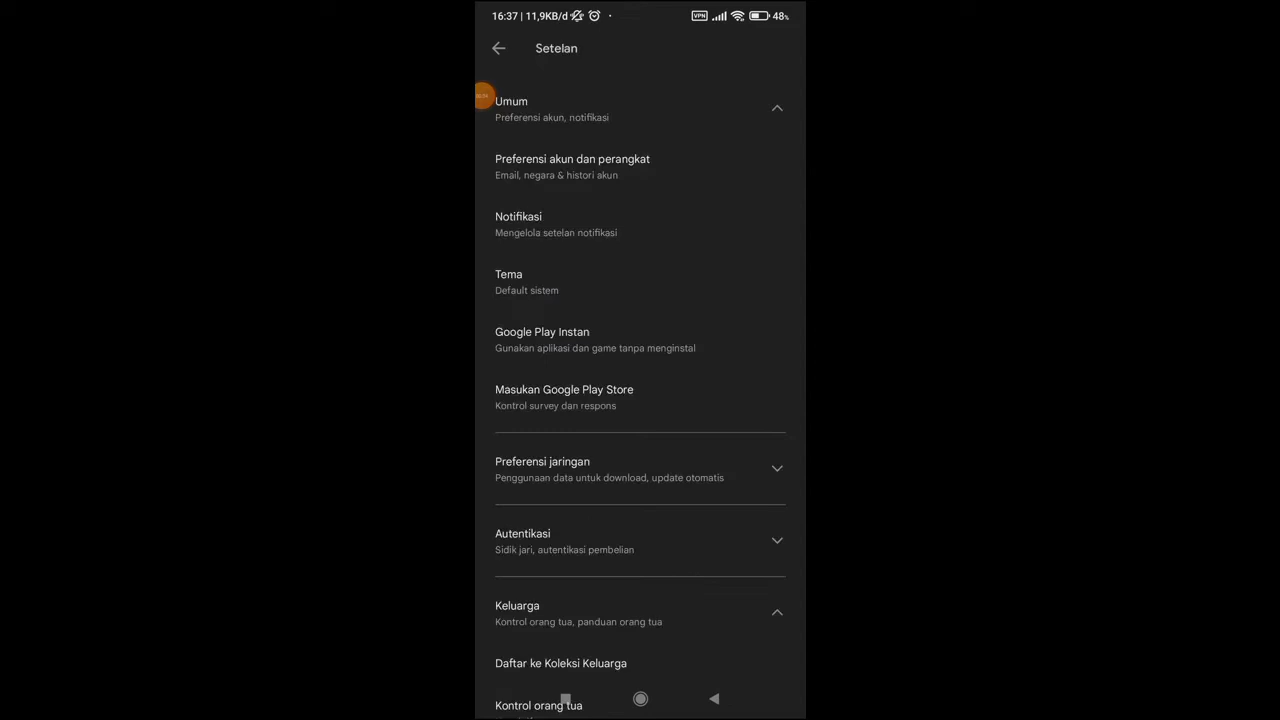 16:37 | 11,9KB/d
VPN
48%
Setelan
Umum
Preferensi akun, notifikasi
Preferensi akun dan perangkat
Email, negara & histori akun
Notifikasi
Mengelola setelan notifikasi
Tema
Default sistem
Google Play Instan
Gunakan aplikasi dan game tanpa menginstal
Masukan Google Play Store
Kontrol survey dan respons
Preferensi jaringan
Penggunaan data untuk download, update otomatis
Autentikasi
Sidik jari, autentikasi pembelian
Keluarga
Kontrol orang tua, panduan orang tua
Daftar ke Koleksi Keluarga
Kontrol orang tua